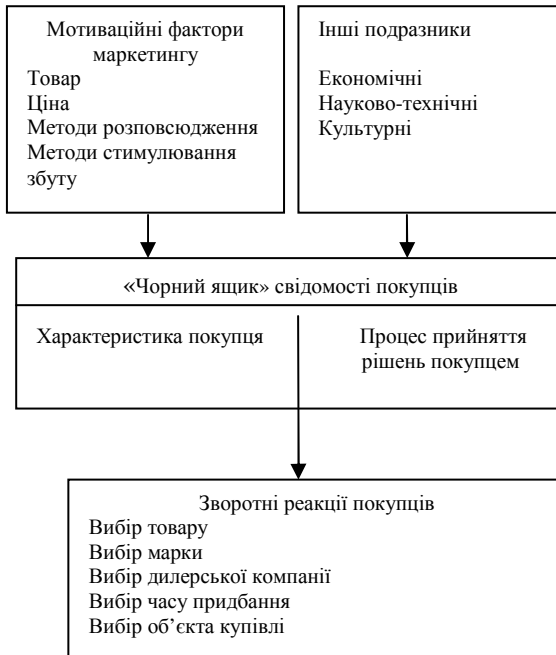 Мотиваційні фактори
маркетингу
Товар
Ціна
Методи розповсюдження
Методи стимулювання
збуту
Інші подразники
Економічні
Науково-технічні
Культурні
«Чорний ящик» свідомості покупців
Характеристика покупця
Процес прийняття
рішень покупцем
Зворотні реакції покупців
Вибір товару
Вибір марки
Вибір дилерської компанії
Вибір часу придбання
Вибір об’єкта купівлі